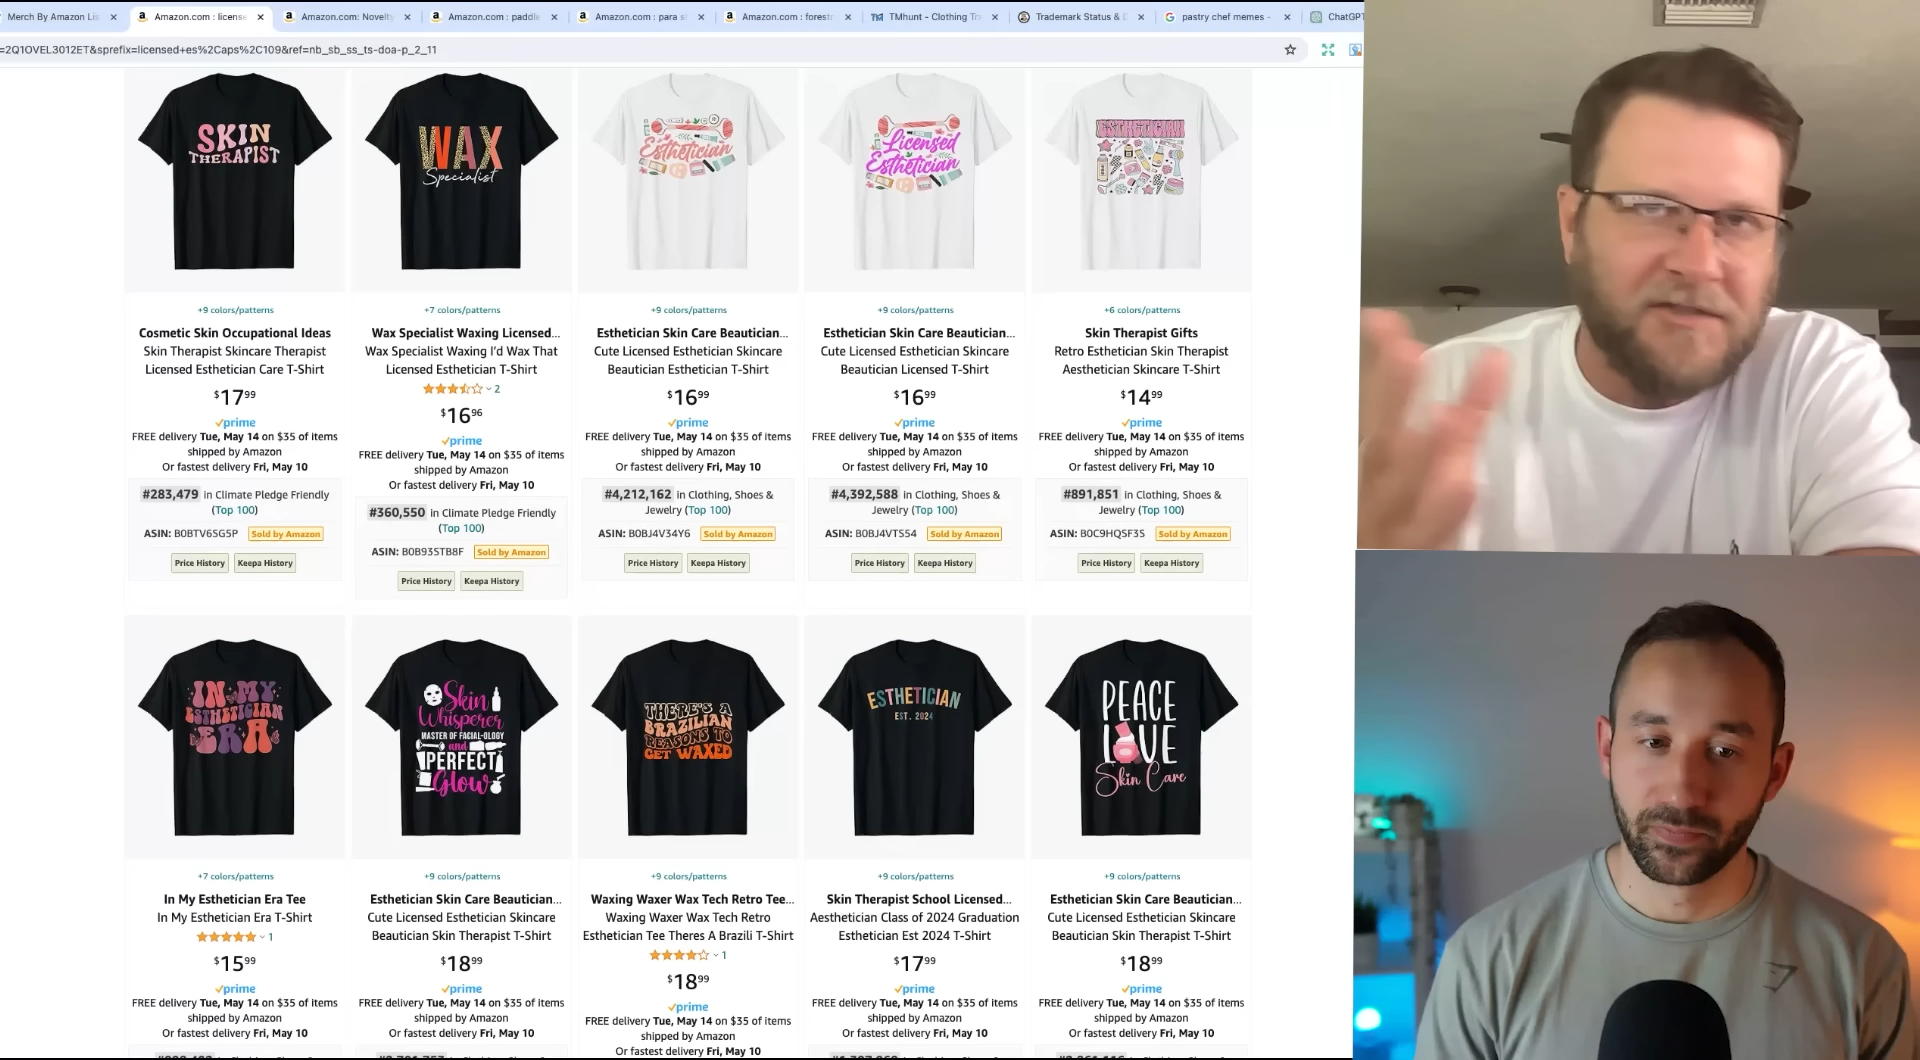 Merch By Amazon Lis
Amazon.com : license
Amazon.com: Novelty
Amazon.com : paddle
Amazon.com : para s
Amazon.com : forest
TMhunt - Clothing Tr
Trademark Status & D
pastry chef memes -
ChatGPT
=2Q1OVEL3012ET&sprefix=licensed+es%2Caps%2C109&ref=nb_sb_ss_ts-doa-p_2_11
SKIN
THERAPIST
WAX
Specialist
Esthetician
Licensed
Esthetician
ESTHETICIAN
+9 colors/patterns
+7 colors/patterns
+9 colors/patterns
+9 colors/patterns
+6 colors/patterns
Cosmetic Skin Occupational Ideas
Skin Therapist Skincare Therapist
Licensed Esthetician Care T-Shirt
$17.99
prime
FREE delivery Tue, May 14 on $35 of items
shipped by Amazon
Or fastest delivery Fri, May 10
#283,479 in Climate Pledge Friendly
(Top 100)
ASIN: B0BTV6SG5P Sold by Amazon
Price History Keepa History
Wax Specialist Waxing Licensed...
Wax Specialist Waxing I'd Wax That
Licensed Esthetician T-Shirt
2
$16.96
prime
FREE delivery Tue, May 14 on $35 of items
shipped by Amazon
Or fastest delivery Fri, May 10
#360,550 in Climate Pledge Friendly
(Top 100)
ASIN: B0B93STB8F Sold by Amazon
Price History Keepa History
Esthetician Skin Care Beautician...
Cute Licensed Esthetician Skincare
Beautician Esthetician T-Shirt
$16.99
prime
FREE delivery Tue, May 14 on $35 of items
shipped by Amazon
Or fastest delivery Fri, May 10
#4,212,162 in Clothing, Shoes &
Jewelry (Top 100)
ASIN: B0BJ4V34Y6 Sold by Amazon
Price History Keepa History
Esthetician Skin Care Beautician...
Cute Licensed Esthetician Skincare
Beautician Licensed T-Shirt
$16.99
prime
FREE delivery Tue, May 14 on $35 of items
shipped by Amazon
Or fastest delivery Fri, May 10
#4,392,588 in Clothing, Shoes &
Jewelry (Top 100)
ASIN: B0BJ4VTS54 Sold by Amazon
Price History Keepa History
Skin Therapist Gifts
Retro Esthetician Skin Therapist
Aesthetician Skincare T-Shirt
$14.99
prime
FREE delivery Tue, May 14 on $35 of items
shipped by Amazon
Or fastest delivery Fri, May 10
#891,851 in Clothing, Shoes &
Jewelry (Top 100)
ASIN: B0C9HQSF3S Sold by Amazon
Price History Keepa History
IN MY
ESTHETICIAN
ERA
Skin
Whisperer
MASTER OF FACIAL-OLOGY
and
PERFECT
Glow
THERE'S A
BRAZILIAN
REASONS TO
GET WAXED
ESTHETICIAN
EST. 2024
PEACE
LOVE
Skin Care
+7 colors/patterns
+9 colors/patterns
+9 colors/patterns
+9 colors/patterns
+9 colors/patterns
In My Esthetician Era Tee
In My Esthetician Era T-Shirt
1
$15.99
prime
FREE delivery Tue, May 14 on $35 of items
shipped by Amazon
Or fastest delivery Fri, May 10
Esthetician Skin Care Beautician...
Cute Licensed Esthetician Skincare
Beautician Skin Therapist T-Shirt
$18.99
prime
FREE delivery Tue, May 14 on $35 of items
shipped by Amazon
Or fastest delivery Fri, May 10
Waxing Waxer Wax Tech Retro Tee...
Waxing Waxer Wax Tech Retro
Esthetician Tee Theres A Brazili T-Shirt
1
$18.99
prime
FREE delivery Tue, May 14 on $35 of items
shipped by Amazon
Or fastest delivery Fri, May 10
Skin Therapist School Licensed...
Aesthetician Class of 2024 Graduation
Esthetician Est 2024 T-Shirt
$17.99
prime
FREE delivery Tue, May 14 on $35 of items
shipped by Amazon
Or fastest delivery Fri, May 10
Esthetician Skin Care Beautician...
Cute Licensed Esthetician Skincare
Beautician Skin Therapist T-Shirt
$18.99
prime
FREE delivery Tue, May 14 on $35 of items
shipped by Amazon
Or fastest delivery Fri, May 10